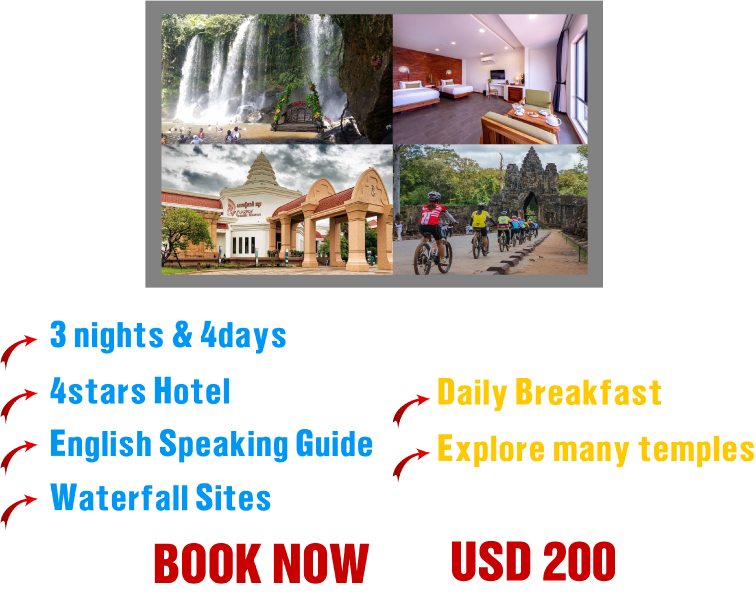 3 nights & 4days
4stars Hotel
English Speaking Guide
Waterfall Sites
Daily Breakfast
Explore many temples
BOOK NOW
USD 200